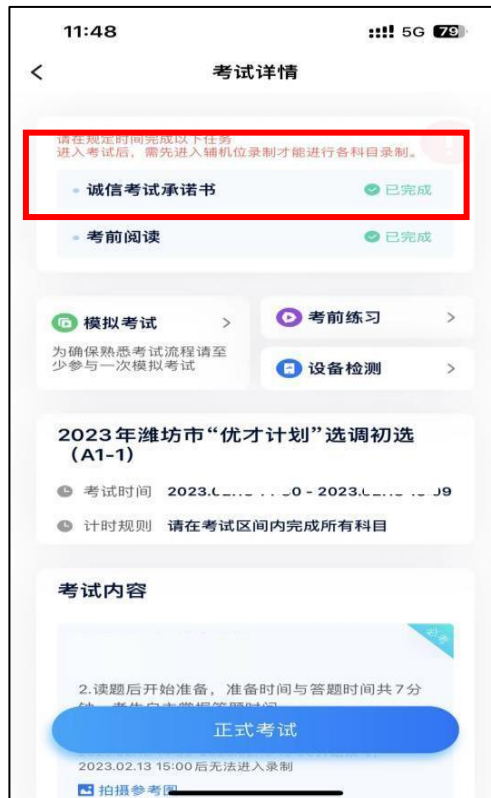 11:48
5G 79
考试详情
请在规定时间完成以下任务
进入考试后，需先进入辅机位录制才能进行各科目录制。
诚信考试承诺书 已完成
考前阅读 已完成
模拟考试
为确保熟悉考试流程请至
少参与一次模拟考试
考前练习
设备检测
2023年潍坊市“优才计划”选调初选
（A1-1）
考试时间 2023. - 2023.
计时规则 请在考试区间内完成所有科目
考试内容
必考
2.读题后开始准备，准备时间与答题时间共7分
正式考试
2023.02.13 15:00后无法进入录制
拍摄参考图